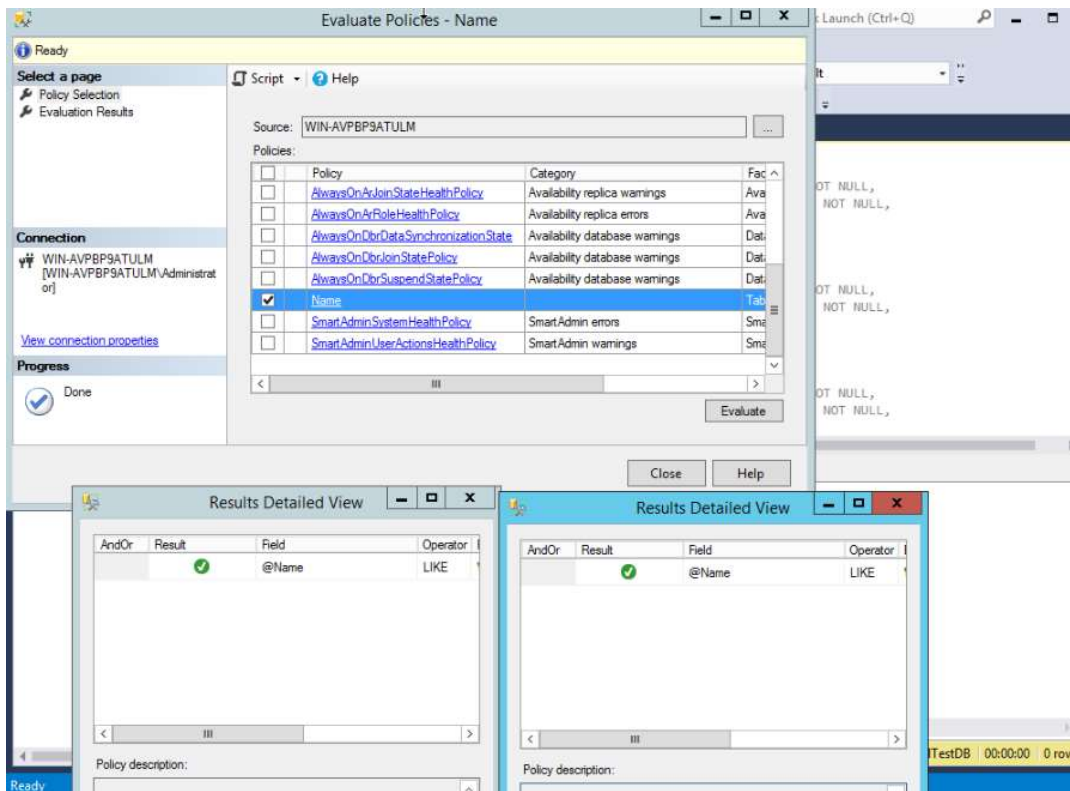 Evaluate Policies - Name
Launch (Ctrl+Q)
Ready
Select a page
Policy Selection
Evaluation Results
Script
Help
Source: WIN-AVPBP9ATULM ...
Policies:
Policy Category
AlwaysOnArJoinStateHealthPolicy Availability replica warnings
AlwaysOnArRoleHealthPolicy Availability replica errors
AlwaysOnDbrDataSynchronizationState Availability database warnings
AlwaysOnDbrJoinStatePolicy Availability database warnings
AlwaysOnDbrSuspendStatePolicy Availability database warnings
Name
SmartAdminSystemHealthPolicy SmartAdmin errors
SmartAdminUserActionsHealthPolicy SmartAdmin warnings
Evaluate
Connection
WIN-AVPBP9ATULM
[WIN-AVPBP9ATULM\Administrat
or]
View connection properties
Progress
Done
Close Help
NULL,
NOT NULL,
NULL,
NOT NULL,
NULL,
NOT NULL,
Results Detailed View
AndOr Result Field Operator
@Name LIKE
Policy description:
Results Detailed View
AndOr Result Field Operator
@Name LIKE
Policy description:
TestDB 00:00:00 0
Ready